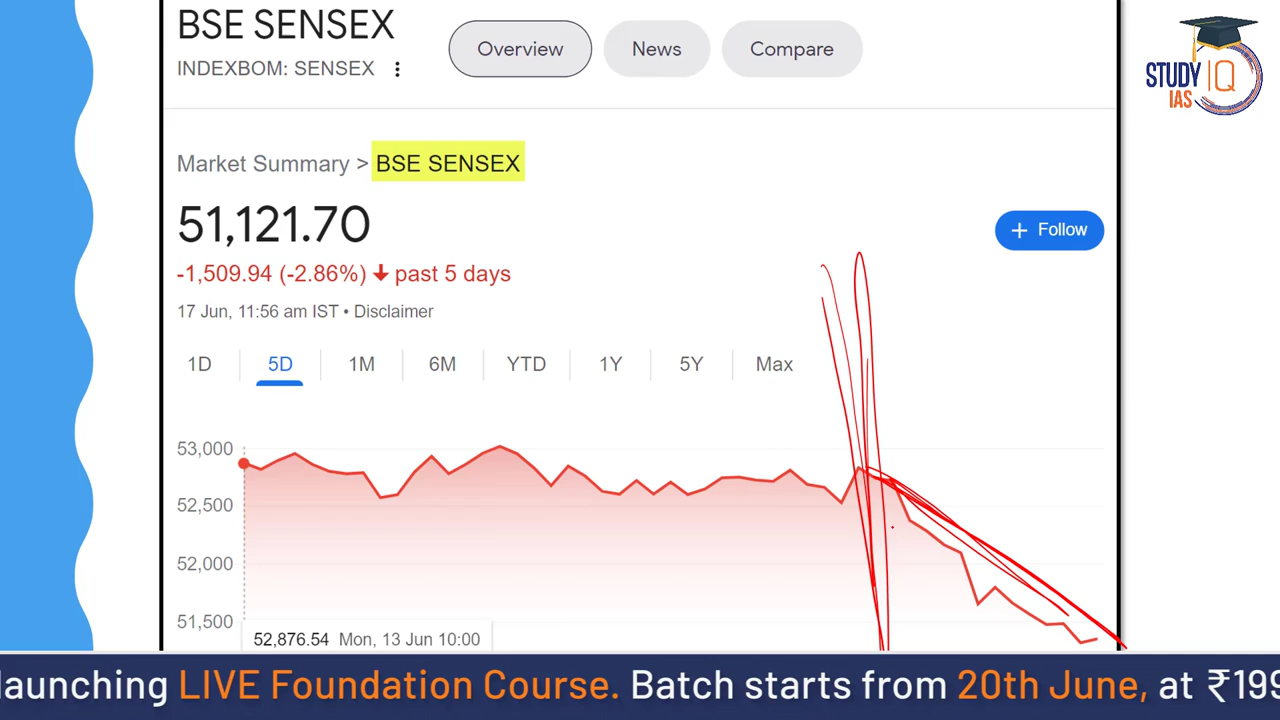 BSE SENSEX
INDEXBOM: SENSEX
Overview
News
Compare
STUDY IQ
IAS
Market Summary > BSE SENSEX
51,121.70
+ Follow
-1,509.94 (-2.86%) ↓ past 5 days
17 Jun, 11:56 am IST • Disclaimer
1D
5D
1M
6M
YTD
1Y
5Y
Max
53,000
52,500
52,000
51,500
52,876.54 Mon, 13 Jun 10:00
launching LIVE Foundation Course. Batch starts from 20th June, at ₹199